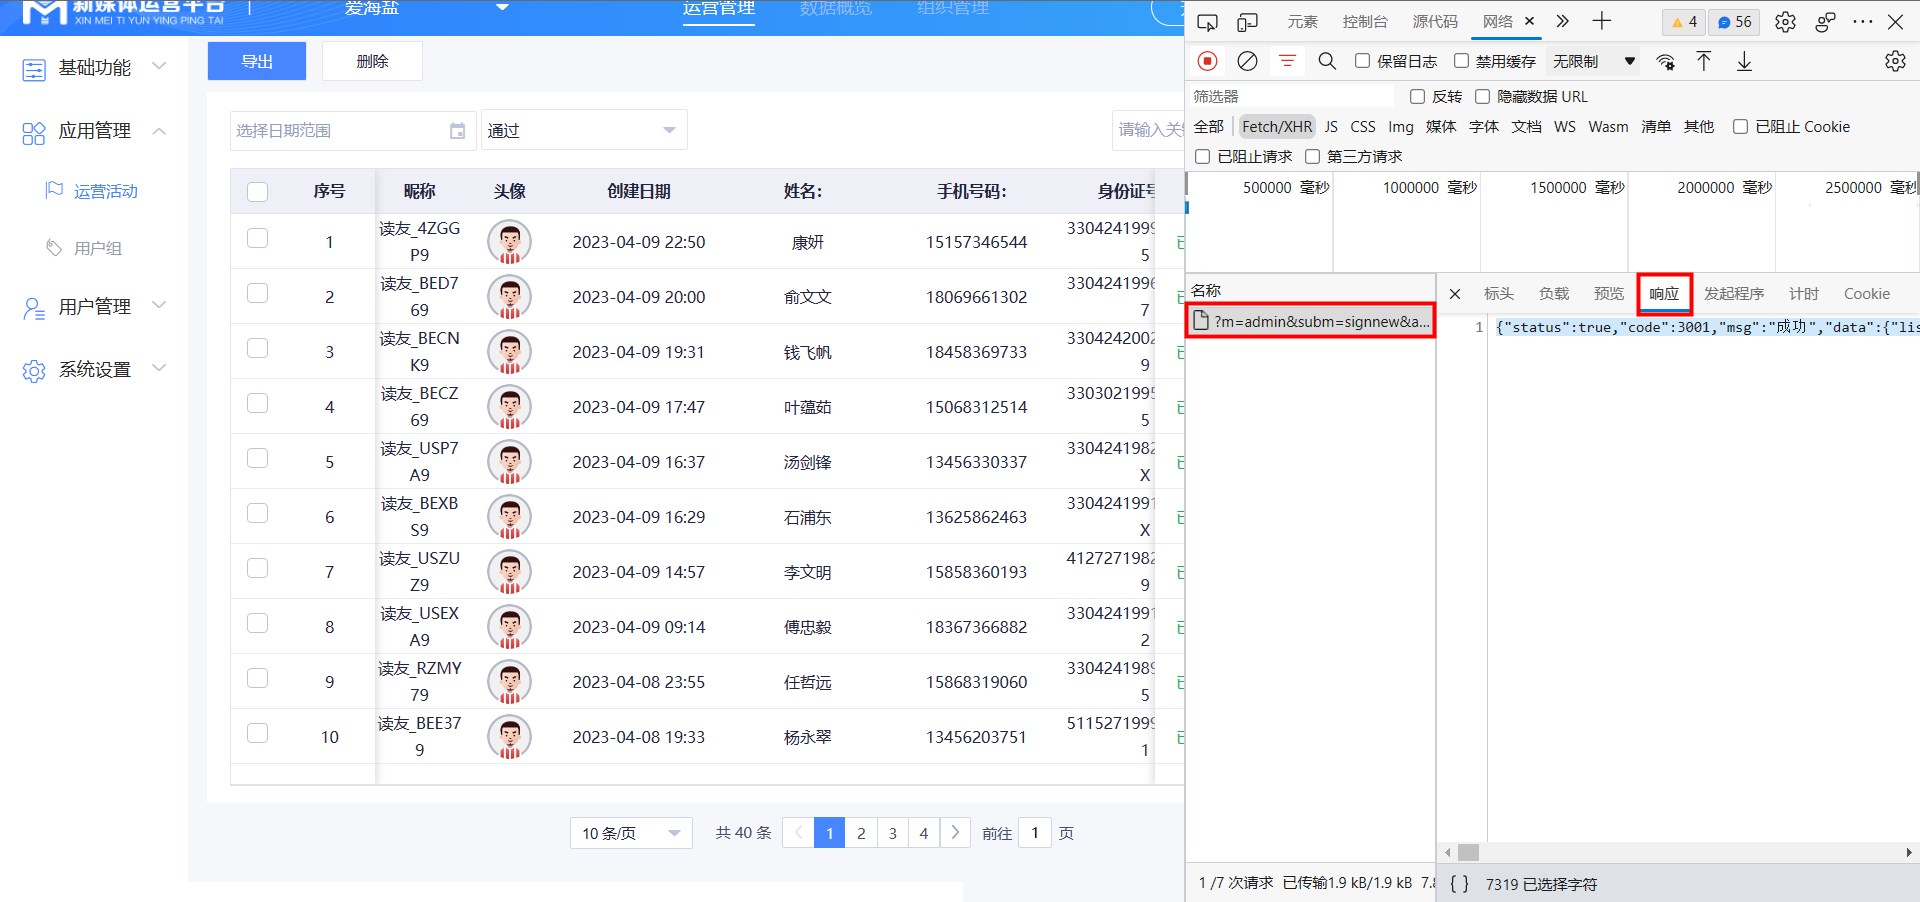 新媒体运营平台
XIN MEI TI YUN YING PING TAI
爱海盐
运营管理 数据概览 组织管理
基础功能
应用管理
运营活动
用户组
用户管理
系统设置
导出 删除
选择日期范围 通过 请输入关
序号 昵称 头像 创建日期 姓名: 手机号码: 身份证号
1 读友_4ZGGP9 2023-04-09 22:50 康妍 15157346544 3304241995 5
2 读友_BED769 2023-04-09 20:00 俞文文 18069661302 3304241996 7
3 读友_BECNK9 2023-04-09 19:31 钱飞帆 18458369733 3304242002 9
4 读友_BECZ69 2023-04-09 17:47 叶蕴茹 15068312514 3303021995 5
5 读友_USP7A9 2023-04-09 16:37 汤剑锋 13456330337 3304241982 X
6 读友_BEXBS9 2023-04-09 16:29 石浦东 13625862463 3304241991 X
7 读友_USZUZ9 2023-04-09 14:57 李文明 15858360193 4127271982 9
8 读友_USEXA9 2023-04-09 09:14 傅忠毅 18367366882 3304241991 2
9 读友_RZMY79 2023-04-08 23:55 任哲远 15868319060 3304241989 5
10 读友_BEE379 2023-04-08 19:33 杨永翠 13456203751 5115271999 1
10 条/页 共 40 条 1 2 3 4 前往 1 页
元素 控制台 源代码 网络 4 56
保留日志 禁用缓存 无限制
筛选器 反转 隐藏数据 URL
全部 Fetch/XHR JS CSS Img 媒体 字体 文档 WS Wasm 清单 其他 已阻止 Cookie
已阻止请求 第三方请求
500000 毫秒 1000000 毫秒 1500000 毫秒 2000000 毫秒 2500000 毫秒
名称 标头 负载 预览 响应 发起程序 计时 Cookie
?m=admin&subm=signnew&a...
1 {"status":true,"code":3001,"msg":"成功","data":{"lis
1 /7 次请求 已传输1.9 kB/1.9 kB 7.8
{ } 7319 已选择字符